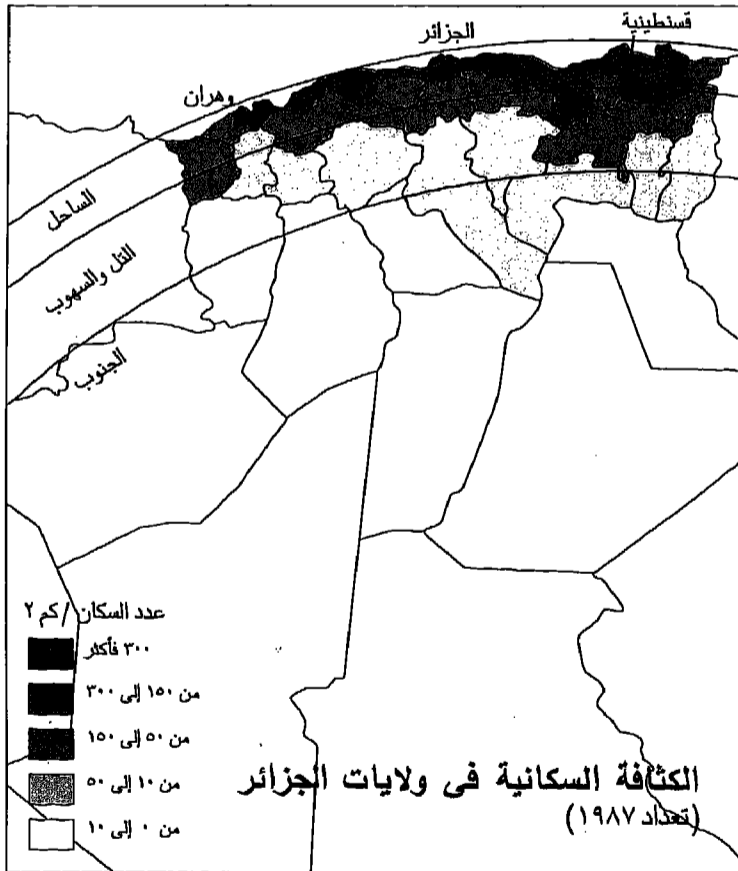 قسنطينية
الجزائر
وهران
الساحل
التل والسهوب
الجنوب
عدد السكان / كم ٢
٣٠٠ فأكثر
من ١٥٠ إلى ٣٠٠
من ٥٠ إلى ١٥٠
من ١٠ إلى ٥٠
من ٠ إلى ١٠
الكثافة السكانية فى ولايات الجزائر
(تعداد ١٩٨٧)